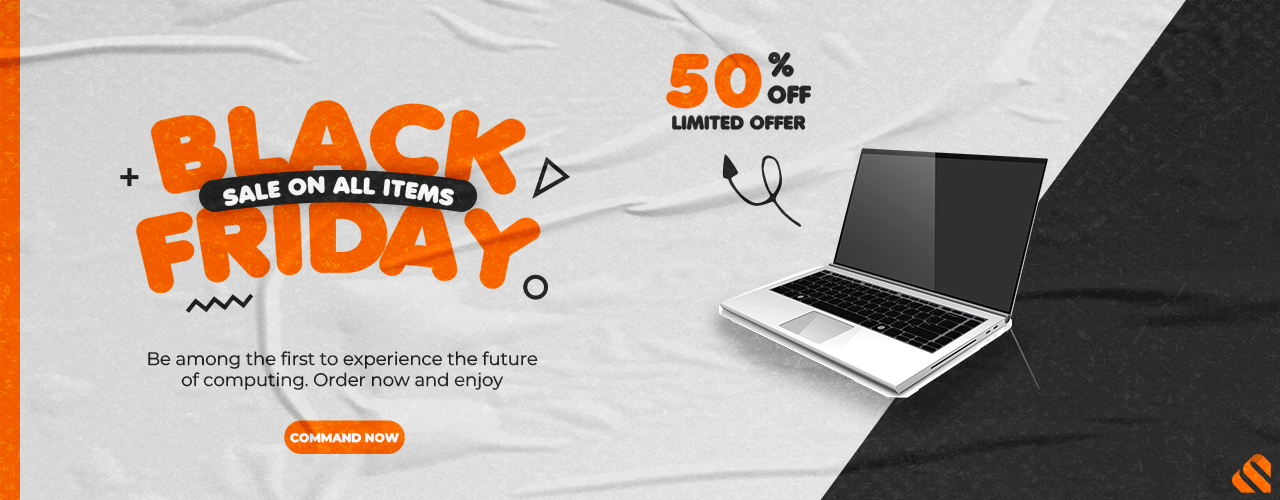 BLACK
SALE ON ALL ITEMS
FRIDAY
50% OFF
LIMITED OFFER
Be among the first to experience the future
of computing. Order now and enjoy
COMMAND NOW